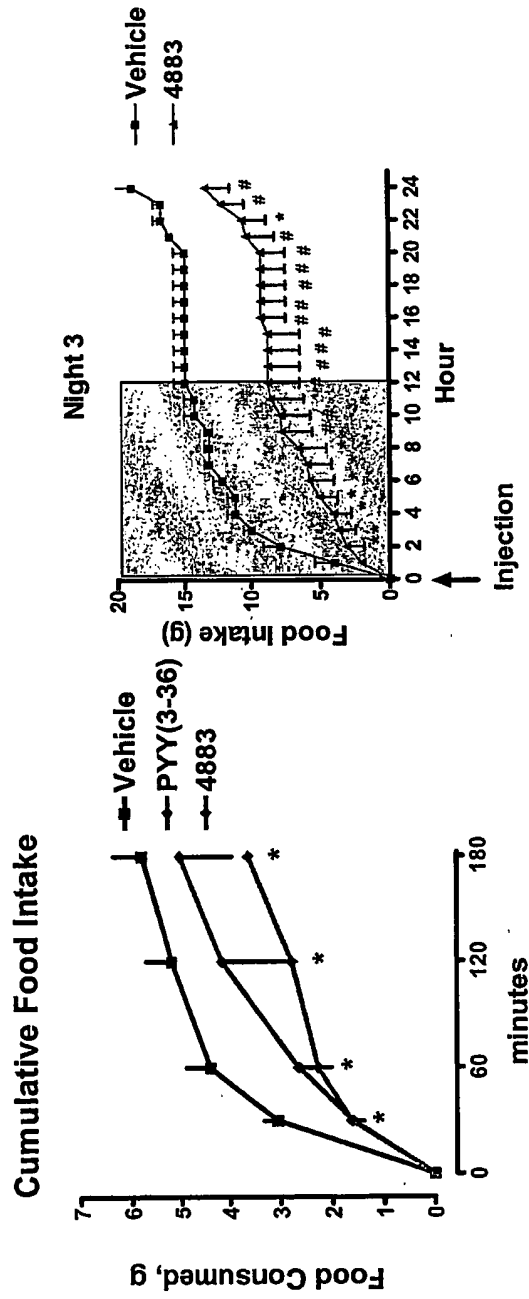 Cumulative Food Intake
Food Consumed, g
7
6
5
4
3
2
1
0
0 60 120 180
minutes
* * * *
Vehicle
PYY(3-36)
4883
Night 3
Food Intake (g)
20
15
10
5
0
0 2 4 6 8 10 12 14 16 18 20 22 24
Hour
Injection
# # # # # # # # # * # #
Vehicle
4883